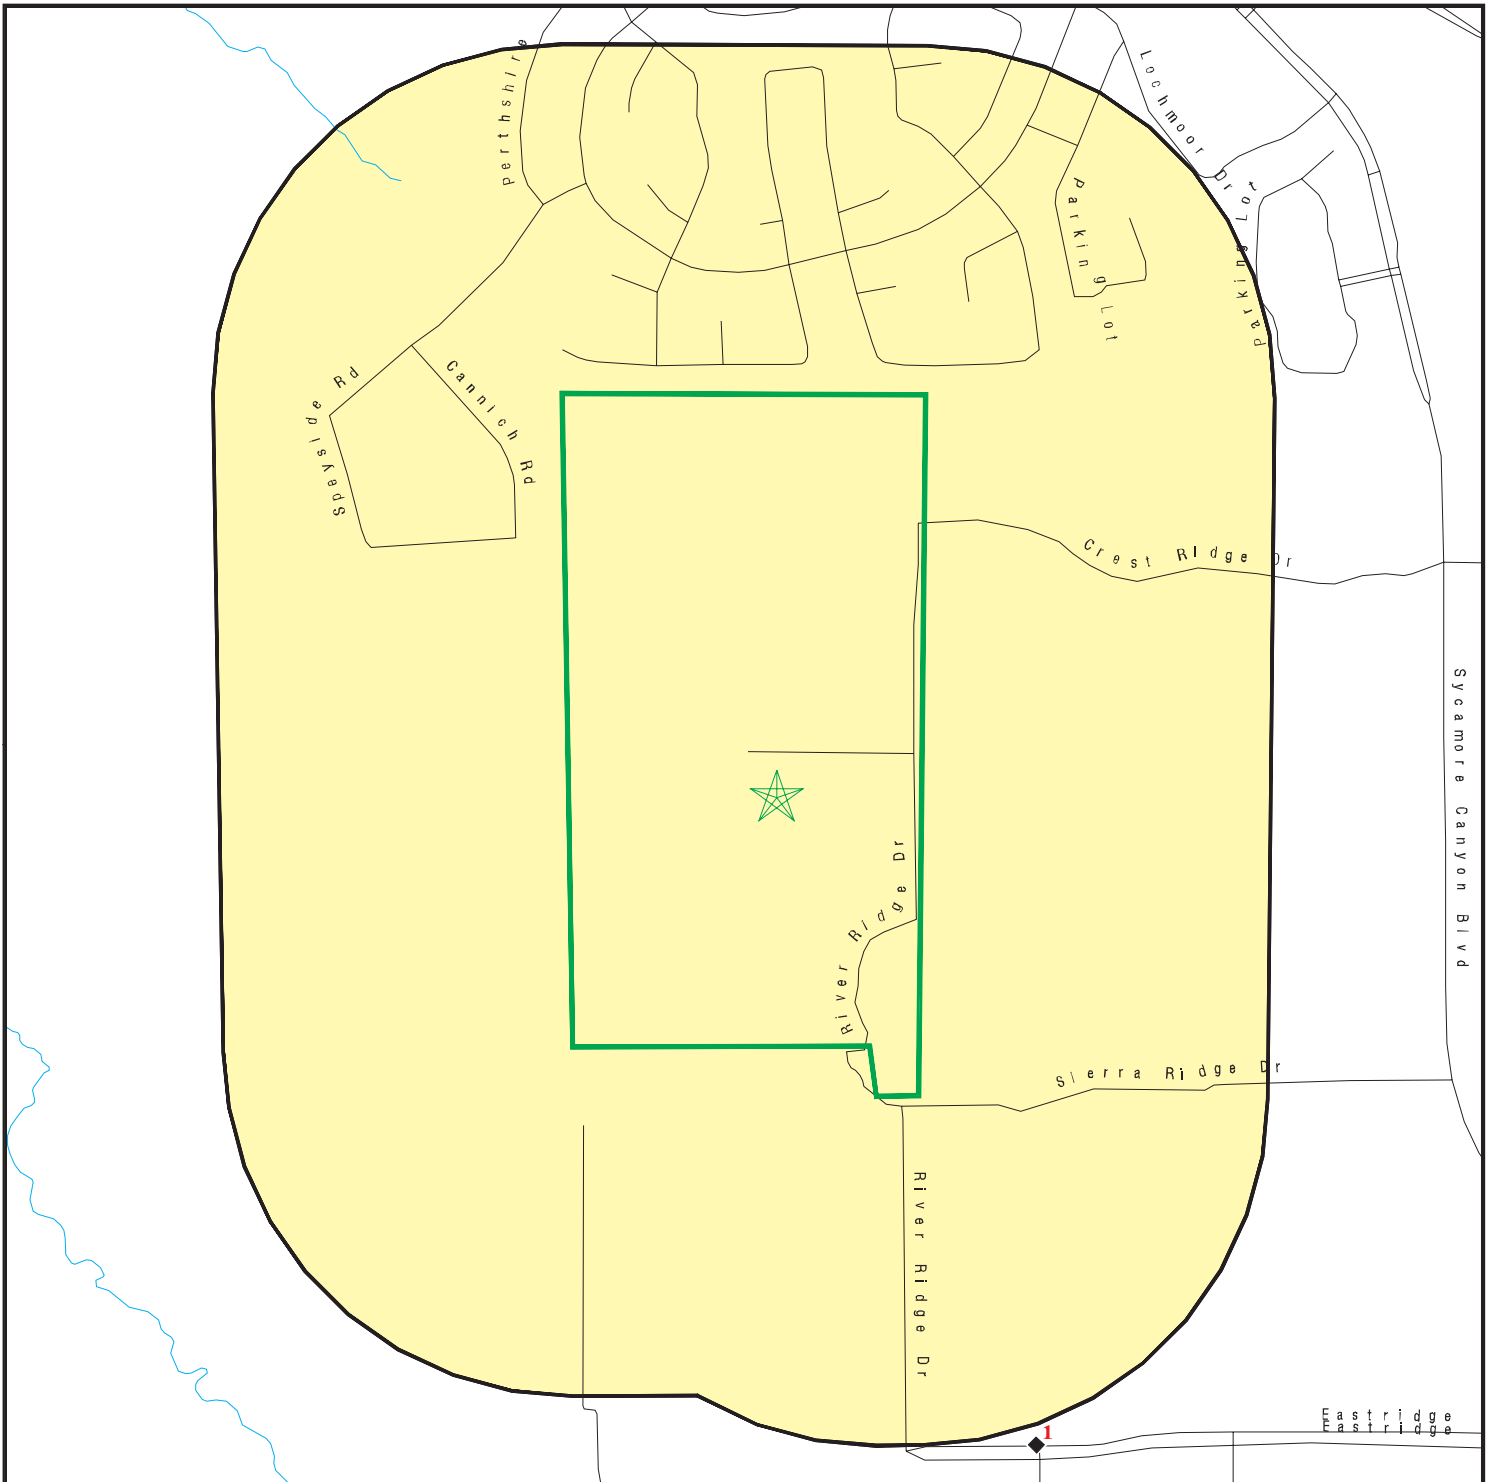 Perthshire
Lochmoor Dr
Parking Lot
Parking Lot
Speyside Rd
Cannich Rd
Crest Ridge Dr
Sycamore Canyon Blvd
River Ridge Dr
Sierra Ridge Dr
River Ridge Dr
Eastridge
Eastridge
1